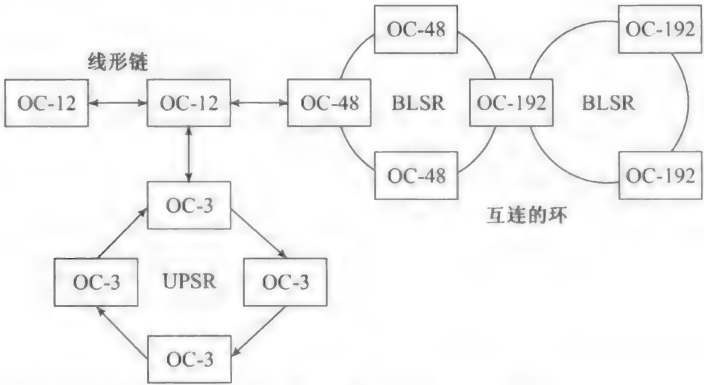 OC-48
OC-192
线形链
OC-12
OC-12
OC-48
BLSR
OC-192
BLSR
OC-48
OC-192
OC-3
互连的环
OC-3
UPSR
OC-3
OC-3